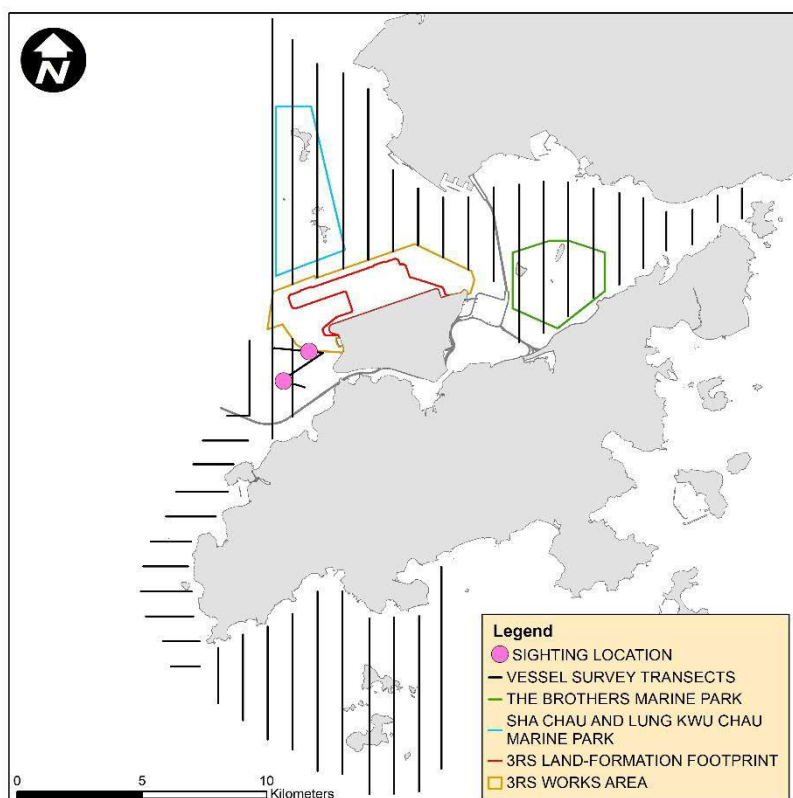 N
Legend
SIGHTING LOCATION
VESSEL SURVEY TRANSECTS
THE BROTHERS MARINE PARK
SHA CHAU AND LUNG KWU CHAU
MARINE PARK
3RS LAND-FORMATION FOOTPRINT
3RS WORKS AREA
0 5 10
Kilometers